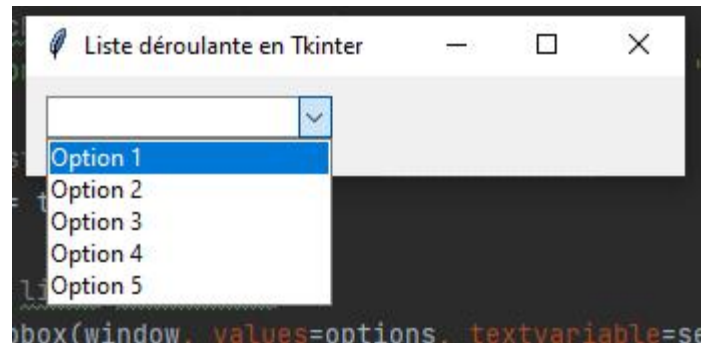 Liste déroulante en Tkinter
Option 1
Option 2
Option 3
Option 4
Option 5
box(window, values=options, textvariable=se